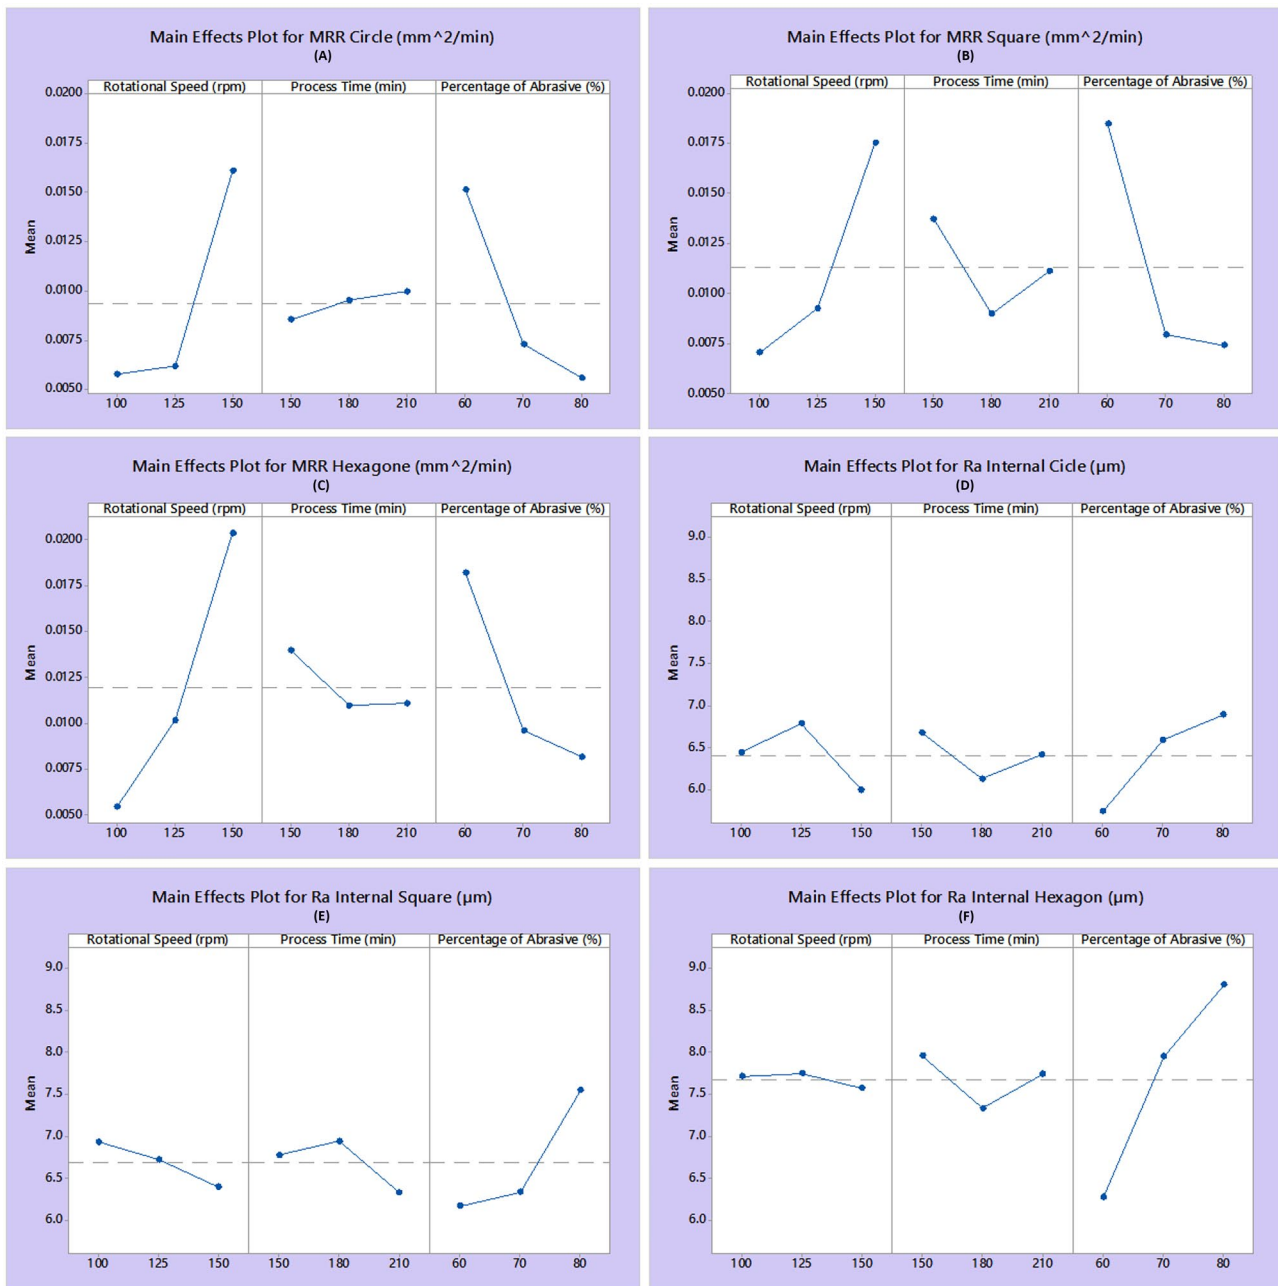 Main Effects Plot for MRR Circle (mm^2/min)
(A)
Rotational Speed (rpm) Process Time (min) Percentage of Abrasive (%)
0.0200
0.0175
0.0150
0.0125
0.0100
0.0075
0.0050
Mean
100 125 150 150 180 210 60 70 80
Main Effects Plot for MRR Square (mm^2/min)
(B)
Rotational Speed (rpm) Process Time (min) Percentage of Abrasive (%)
0.0200
0.0175
0.0150
0.0125
0.0100
0.0075
0.0050
Mean
100 125 150 150 180 210 60 70 80
Main Effects Plot for MRR Hexagone (mm^2/min)
(C)
Rotational Speed (rpm) Process Time (min) Percentage of Abrasive (%)
0.0200
0.0175
0.0150
0.0125
0.0100
0.0075
0.0050
Mean
100 125 150 150 180 210 60 70 80
Main Effects Plot for Ra Internal Cicle (μm)
(D)
Rotational Speed (rpm) Process Time (min) Percentage of Abrasive (%)
9.0
8.5
8.0
7.5
7.0
6.5
6.0
Mean
100 125 150 150 180 210 60 70 80
Main Effects Plot for Ra Internal Square (μm)
(E)
Rotational Speed (rpm) Process Time (min) Percentage of Abrasive (%)
9.0
8.5
8.0
7.5
7.0
6.5
6.0
Mean
100 125 150 150 180 210 60 70 80
Main Effects Plot for Ra Internal Hexagon (μm)
(F)
Rotational Speed (rpm) Process Time (min) Percentage of Abrasive (%)
9.0
8.5
8.0
7.5
7.0
6.5
6.0
Mean
100 125 150 150 180 210 60 70 80